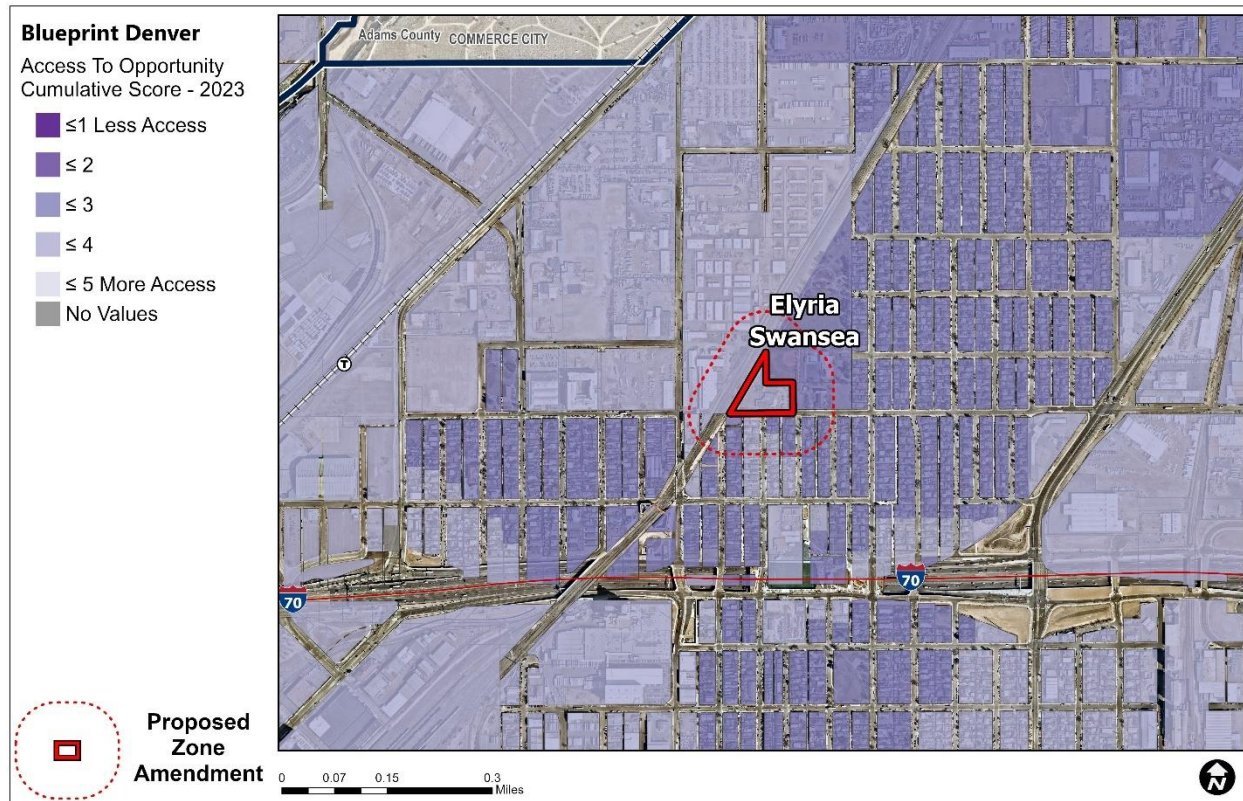 Blueprint Denver
Access To Opportunity
Cumulative Score - 2023
≤1 Less Access
≤ 2
≤ 3
≤ 4
≤ 5 More Access
No Values
Adams County
COMMERCE CITY
Elyria
Swansea
T
70
70
Proposed
Zone
Amendment
0 0.07 0.15 0.3
Miles
N